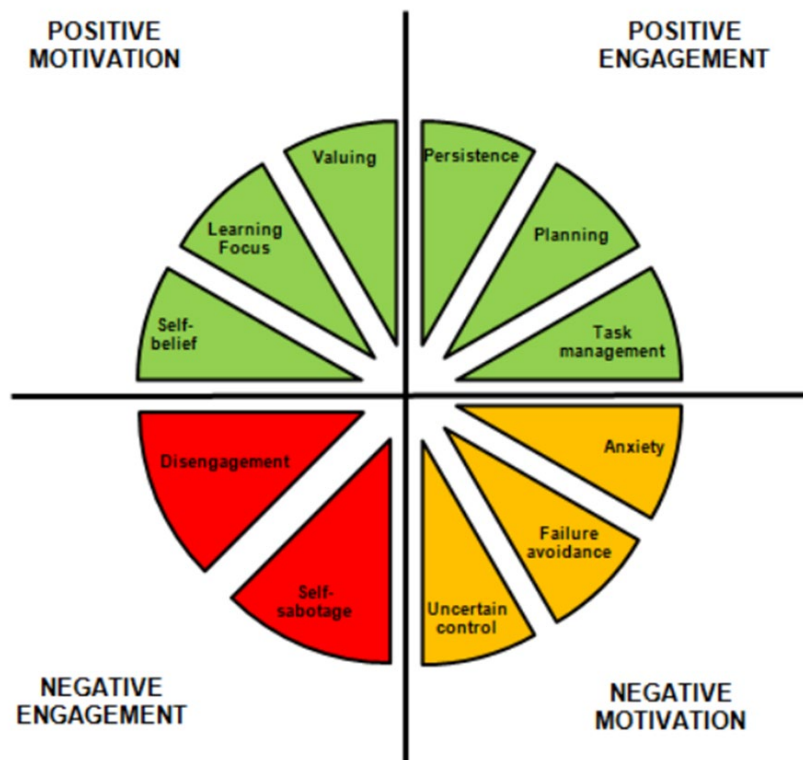 POSITIVE
MOTIVATION
POSITIVE
ENGAGEMENT
Valuing
Persistence
Learning
Focus
Planning
Self-
belief
Task
management
Disengagement
Anxiety
Self-
sabotage
Failure
avoidance
Uncertain
control
NEGATIVE
ENGAGEMENT
NEGATIVE
MOTIVATION